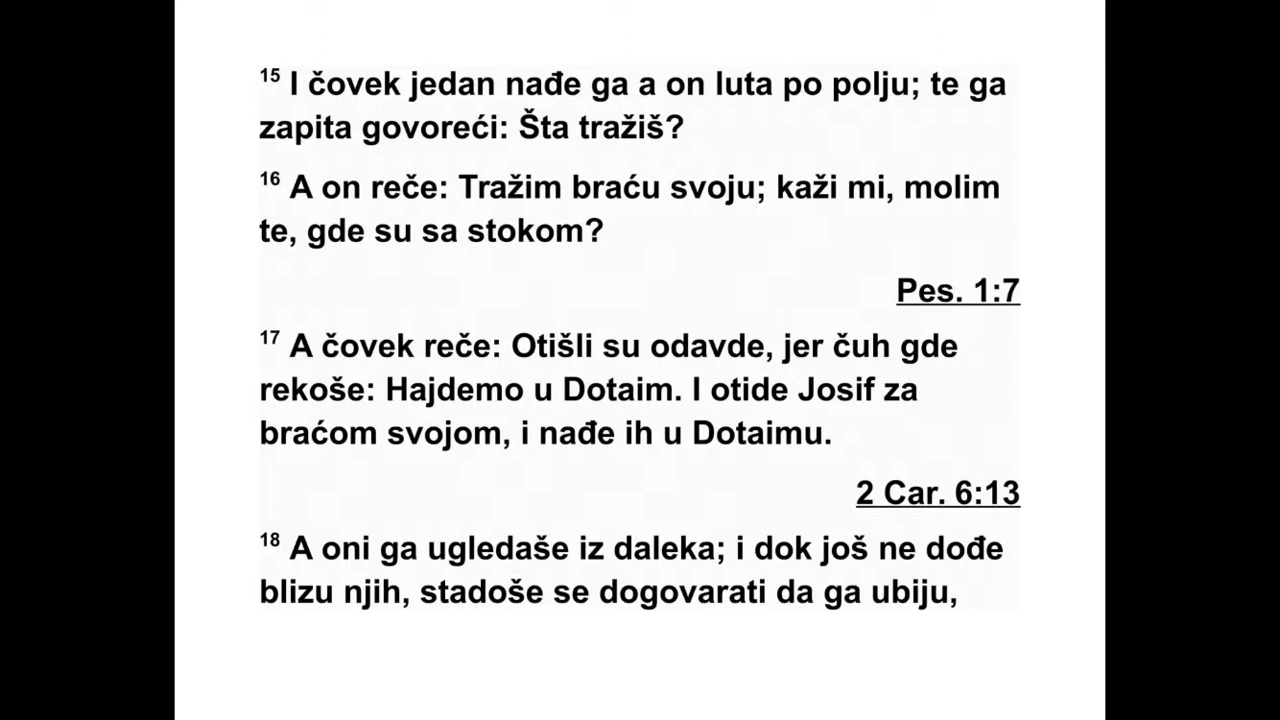 15 I čovek jedan nađe ga a on luta po polju; te ga
zapita govoreći: Šta tražiš?
16 A on reče: Tražim braću svoju; kaži mi, molim
te, gde su sa stokom?
Pes. 1:7
17 A čovek reče: Otišli su odavde, jer čuh gde
rekoše: Hajdemo u Dotaim. I otide Josif za
braćom svojom, i nađe ih u Dotaimu.
2 Car. 6:13
18 A oni ga ugledaše iz daleka; i dok još ne dođe
blizu njih, stadoše se dogovarati da ga ubiju,